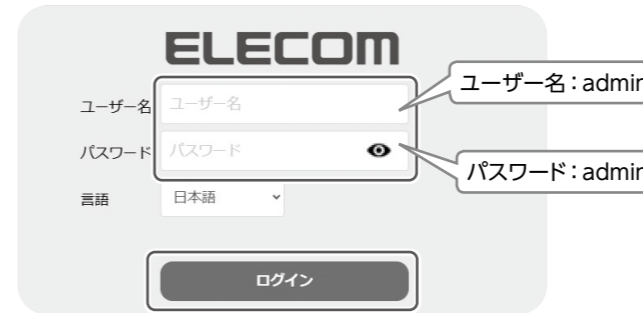 ELECOM
ユーザー名 ユーザー名
ユーザー名：admin
パスワード パスワード
パスワード：admin
言語 日本語
ログイン